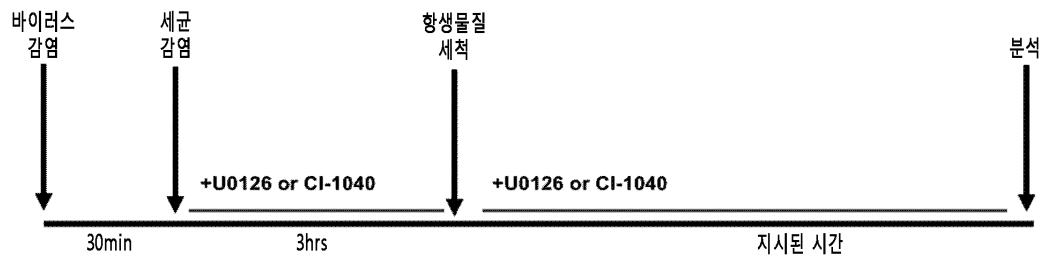 바이러스
감염
세균
감염
항생물질
세척
분석
+U0126 or CI-1040
+U0126 or CI-1040
30min
3hrs
지시된 시간